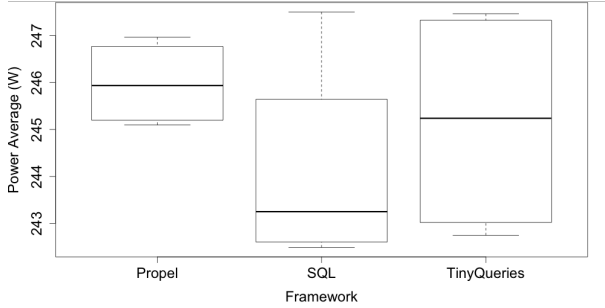 Power Average (W)
247
246
245
244
243
Propel
SQL
TinyQueries
Framework